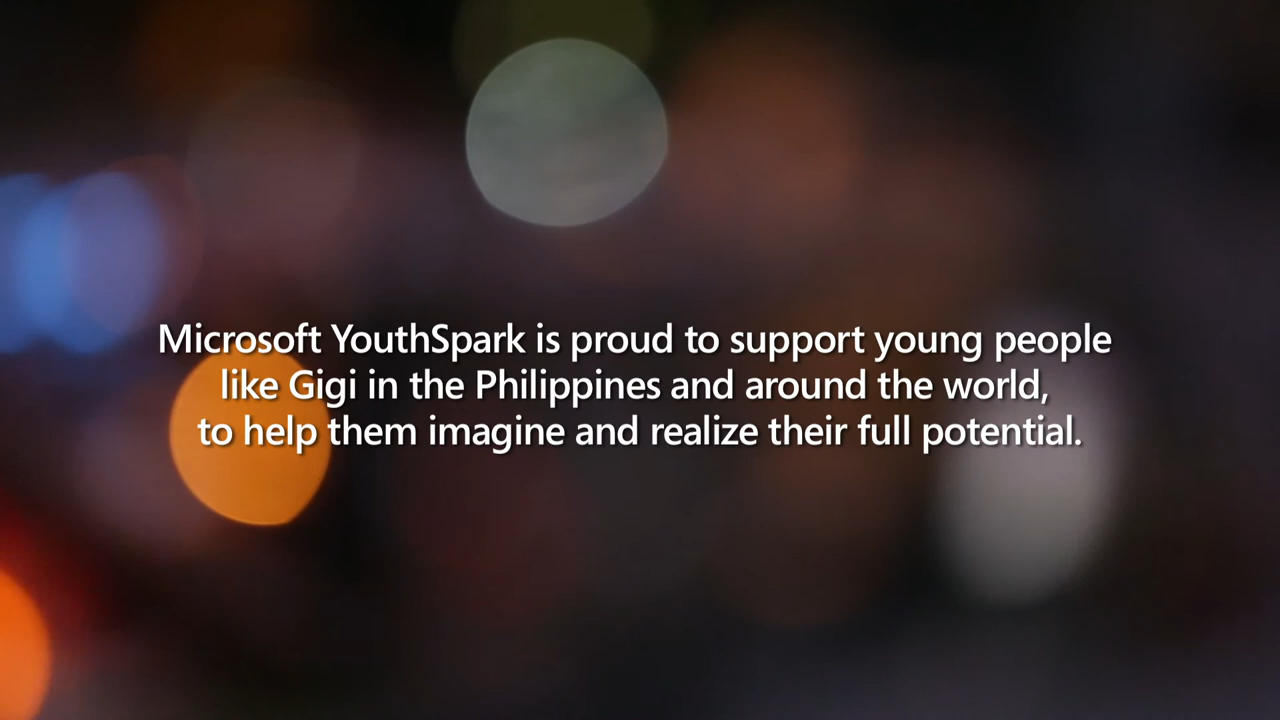 Microsoft YouthSpark is proud to support young people
like Gigi in the Philippines and around the world,
to help them imagine and realize their full potential.